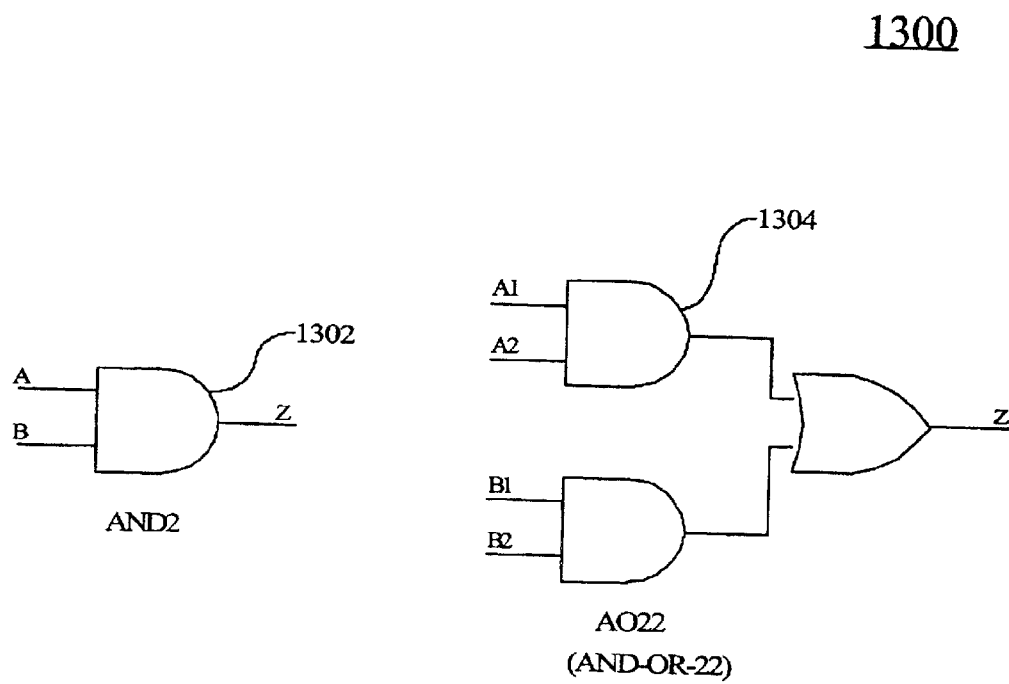 1300
1304
A1
A2
1302
A
B
Z
Z
B1
B2
AND2
AO22
(AND-OR-22)